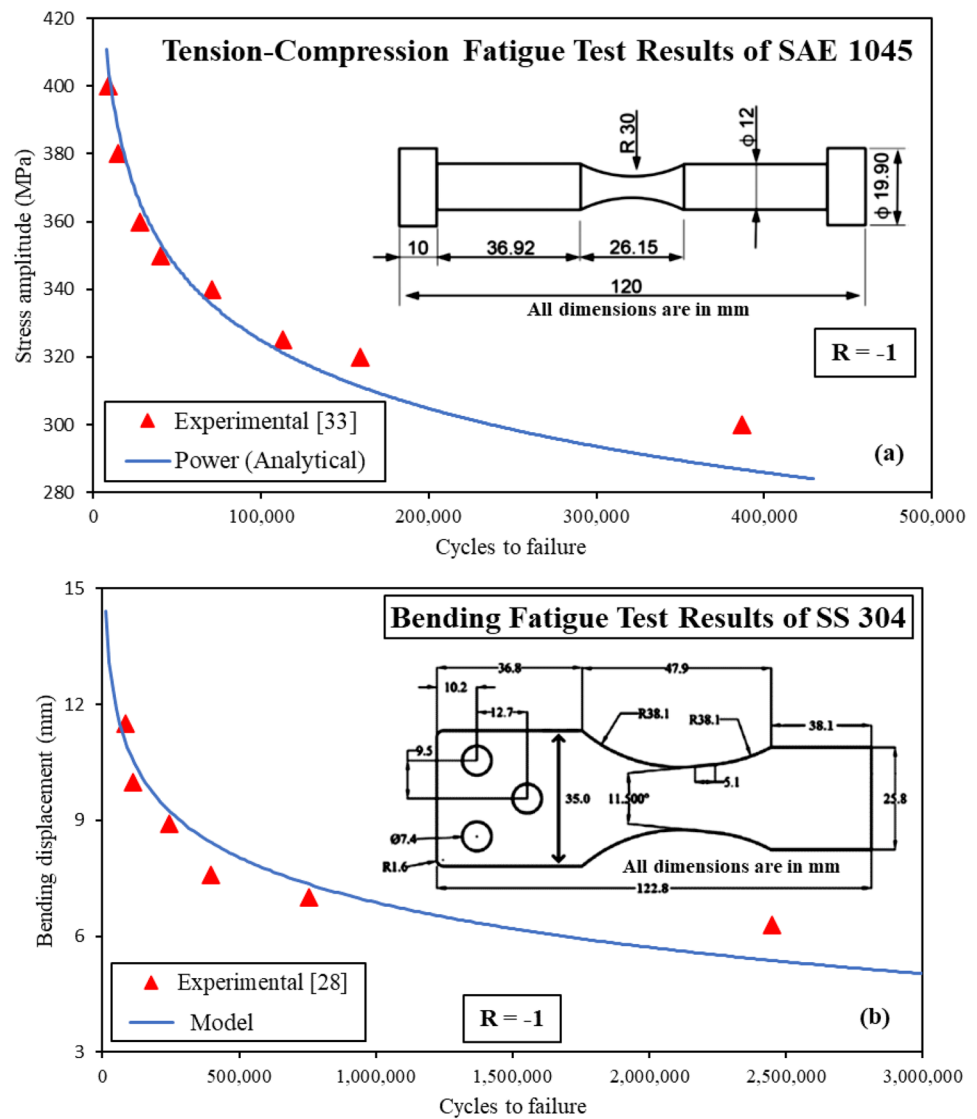 Tension-Compression Fatigue Test Results of SAE 1045
Stress amplitude (MPa)
420
400
380
360
340
320
300
280
R 30
ϕ 12
ϕ 19.90
10
36.92
26.15
120
All dimensions are in mm
R = -1
Experimental [33]
Power (Analytical)
(a)
0
100,000
200,000
300,000
400,000
500,000
Cycles to failure
Bending Fatigue Test Results of SS 304
Bending displacement (mm)
15
12
9
6
3
36.8
47.9
10.2
12.7
R38.1
R38.1
38.1
9.5
35.0
11.500°
5.1
25.8
Ø7.4
R1.6
All dimensions are in mm
122.8
Experimental [28]
Model
R = -1
(b)
0
500,000
1,000,000
1,500,000
2,000,000
2,500,000
3,000,000
Cycles to failure